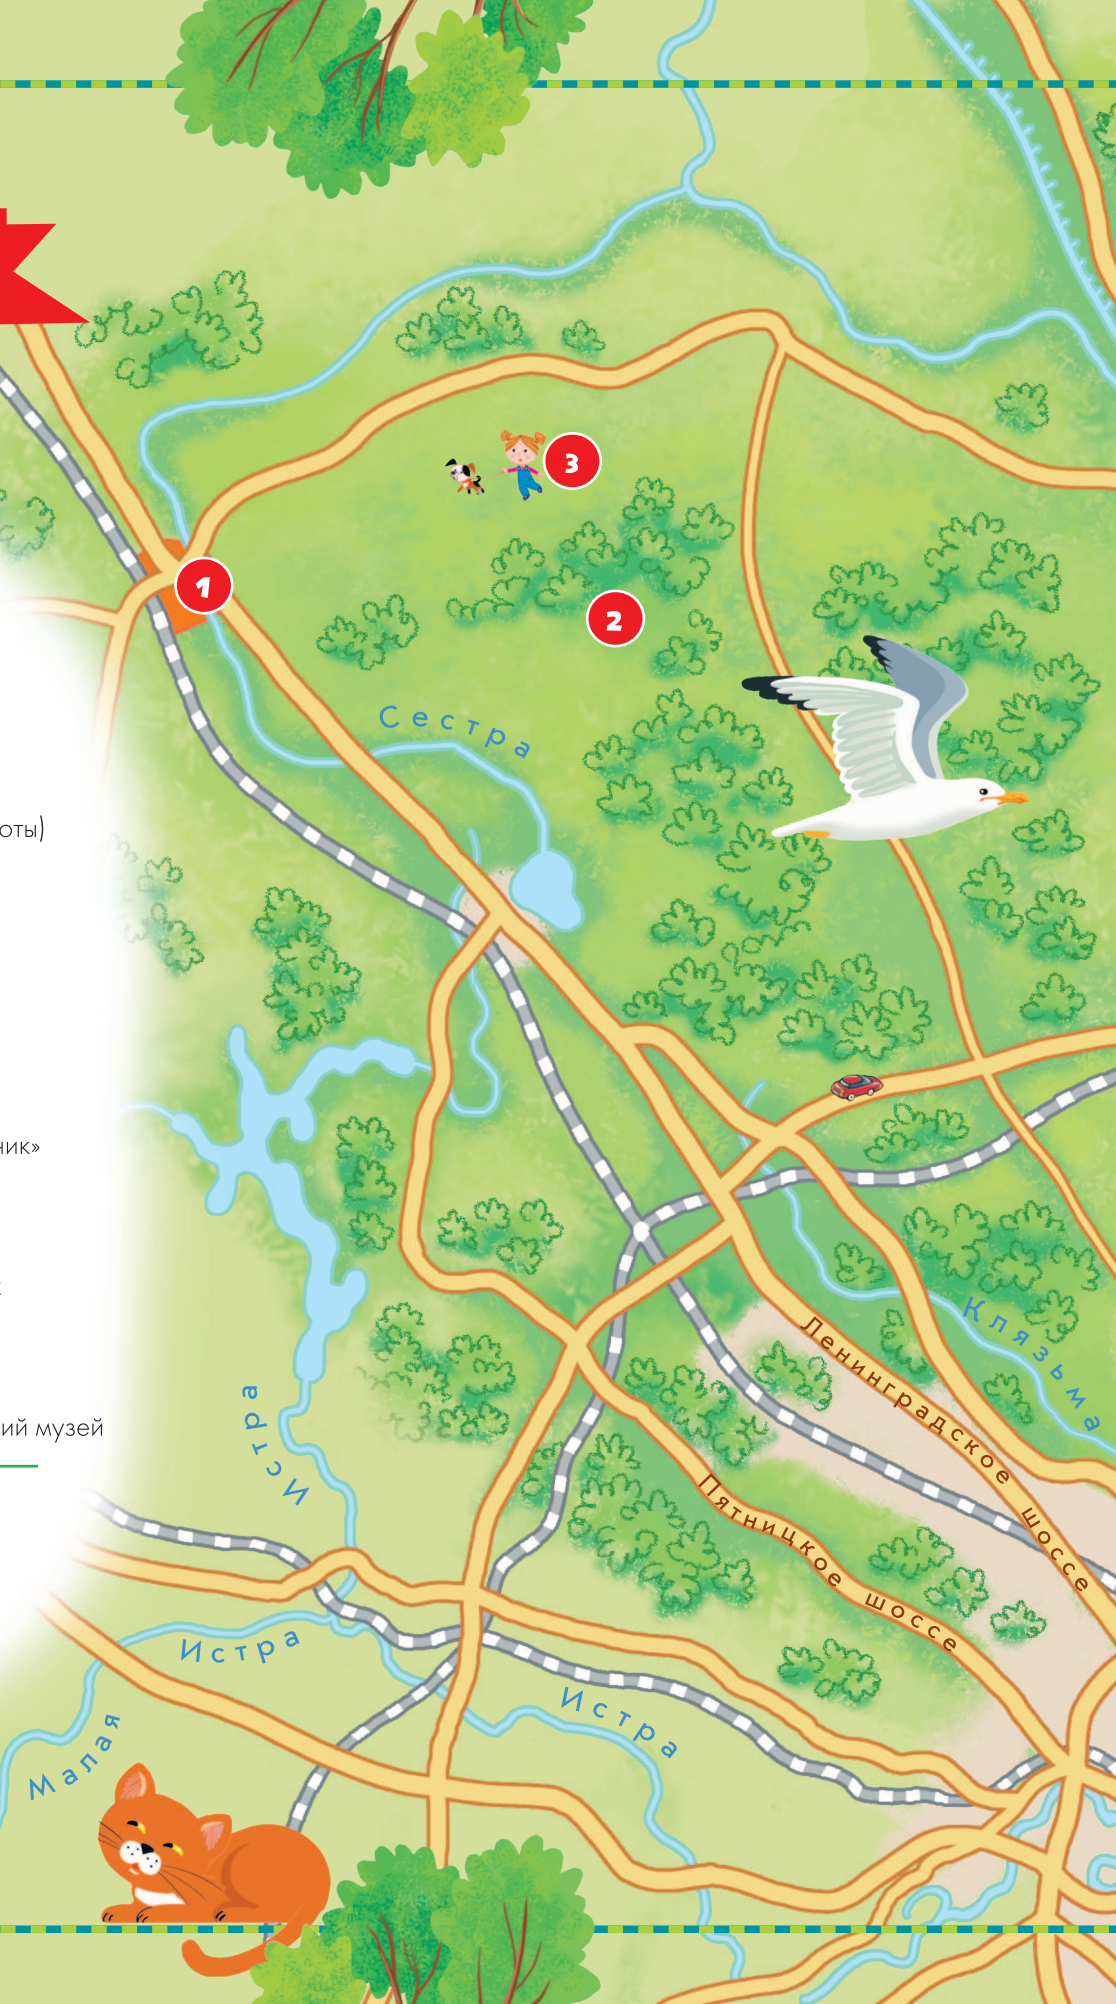 3
1
2
Сестра
оты)
ник»
Клязьма
Ленинградское шоссе
ий музей
Истра
Пятницкое шоссе
Истра
Истра
Малая